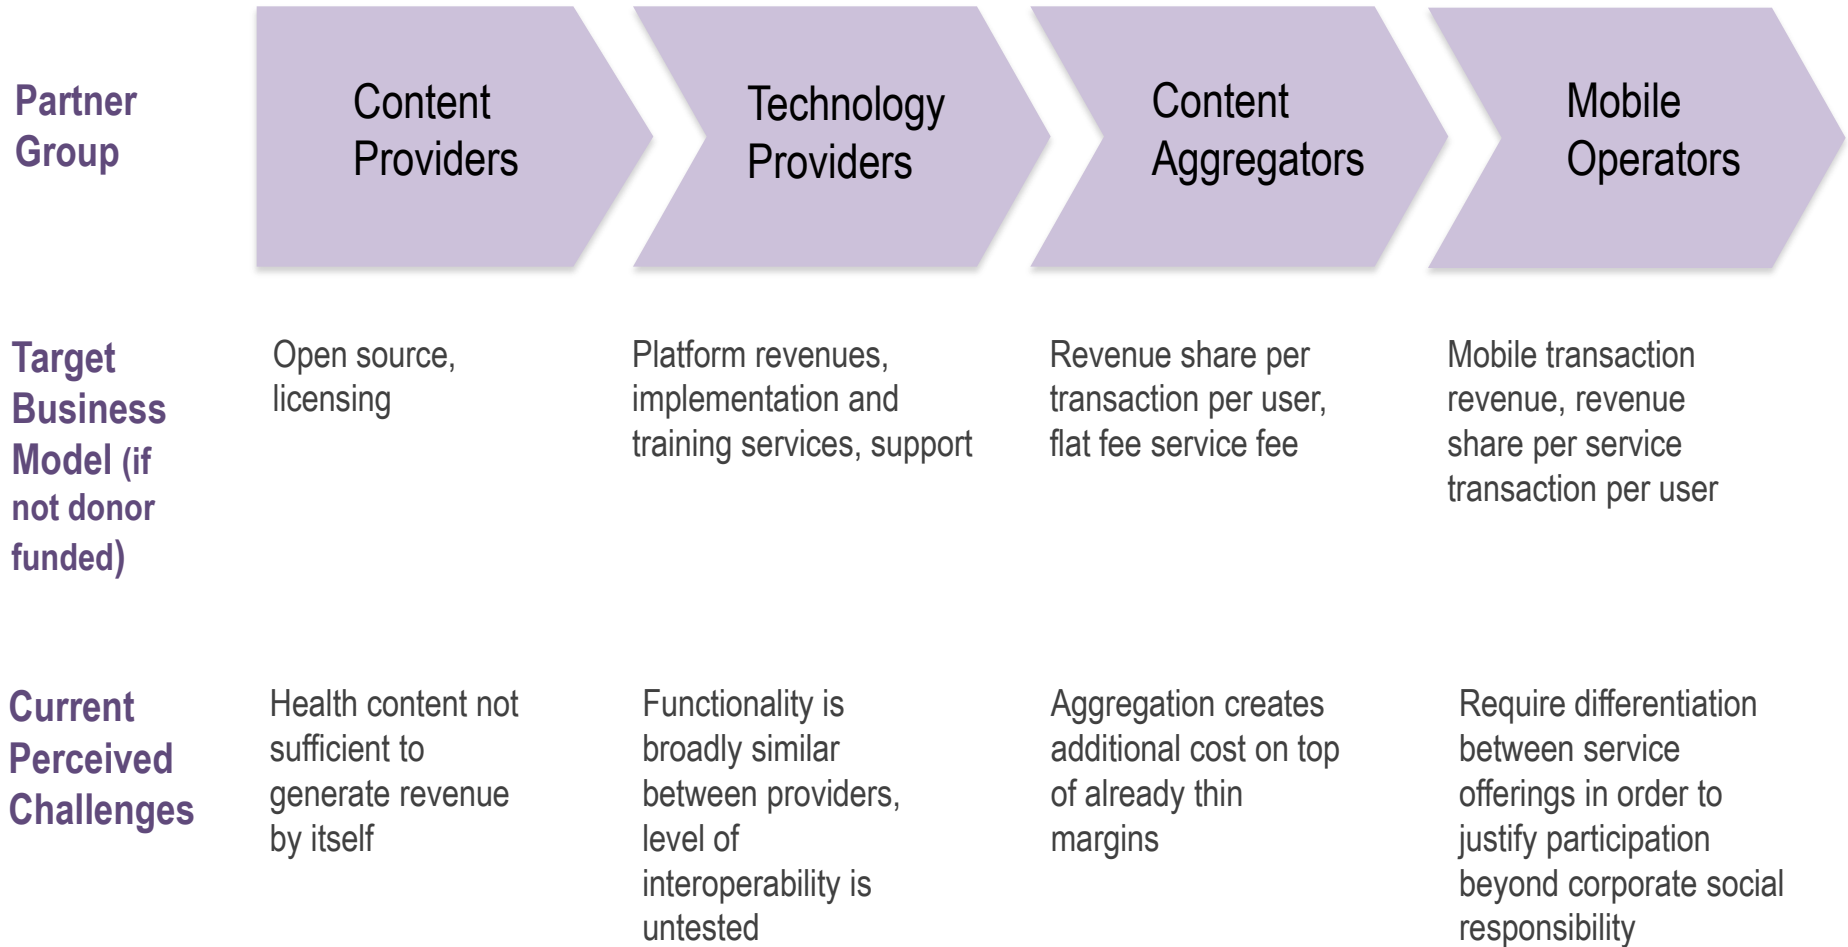 Partner
Group
Content
Providers
Technology
Providers
Content
Aggregators
Mobile
Operators
Target
Business
Model (if
not donor
funded)
Open source,
licensing
Platform revenues,
implementation and
training services, support
Revenue share per
transaction per user,
flat fee service fee
Mobile transaction
revenue, revenue
share per service
transaction per user
Current
Perceived
Challenges
Health content not
sufficient to
generate revenue
by itself
Functionality is
broadly similar
between providers,
level of
interoperability is
untested
Aggregation creates
additional cost on top
of already thin
margins
Require differentiation
between service
offerings in order to
justify participation
beyond corporate social
responsibility